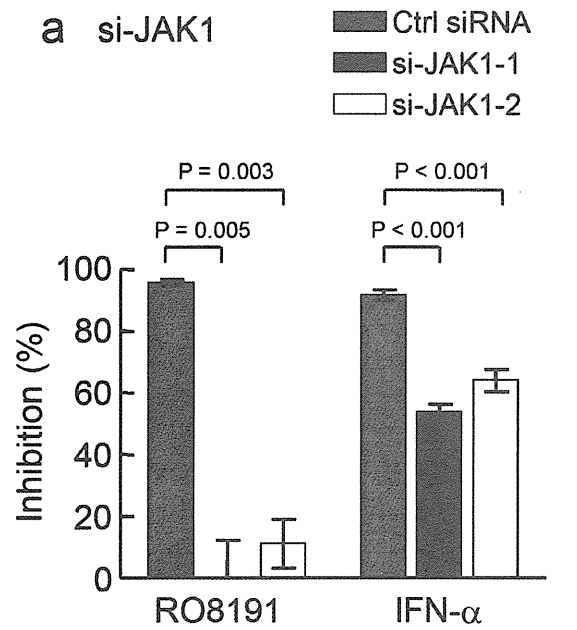 a si-JAK1
Ctrl siRNA
si-JAK1-1
si-JAK1-2
P = 0.003
P < 0.001
P = 0.005
P < 0.001
100
80
60
40
20
0
Inhibition (%)
RO8191
IFN-α